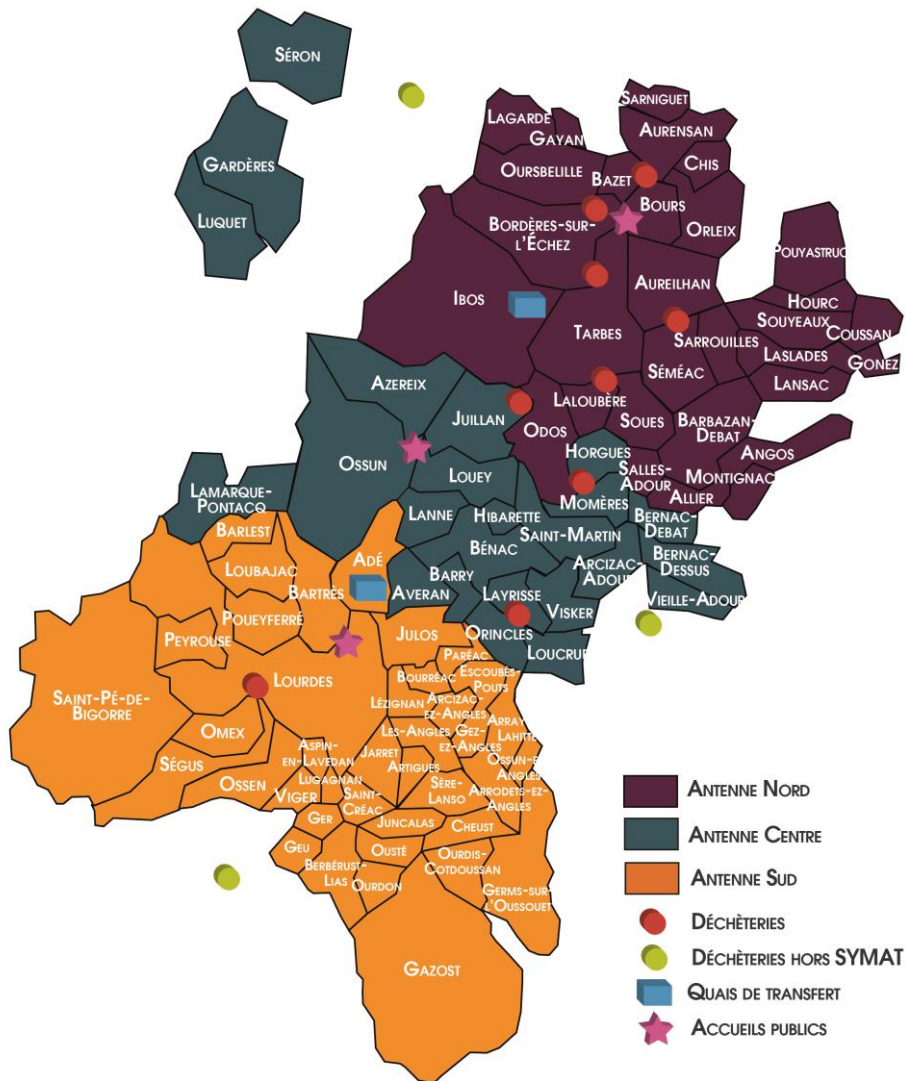 Séron
Gardères
Luquet
Sarniguet
Lagarde
Gayan
Aurensan
Chis
Oursbelille
Bazet
Bours
Orleix
Bordères-sur-
l'Échez
Pouyastruc
Aureilhan
Ibos
Hourc
Souyeaux
Coussan
Tarbes
Sarrouilles
Laslades
Gonez
Séméac
Lansac
Azereix
Juillan
Laloubère
Odos
Soues
Barbazan-
Debat
Angos
Horgues
Ossun
Louey
Salles-
Adour
Montignac
Allier
Momères
Lamarque-
Pontacq
Lanne
Hibarette
Saint-Martin
Bernac-
Debat
Barlest
Bénac
Adé
Arcizac-
Adour
Bernac-
Dessus
Loubajac
Barry
Bartrès
Averan
Layrisse
Visker
Vieille-Adour
Poueyferré
Peyrouse
Julos
Orincles
Loucrup
Paréac
Bourréac
Escoubès-
Pouts
Lourdes
Saint-Pé-de-
Bigorre
Lézignan
Arcizac-
ez-Angles
Array
Lahitte
Omex
Les-Angles
Gez-
ez-Angles
Ségus
Aspin-
en-Lavedan
Jarret
Ossun-e
Angles
Artigues
Ossen
Lugagnan
Viger
Saint-
Créac
Sère-
Lanso
Arrodets-ez-
Angles
Ger
Juncalas
Cheust
Geu
Ousté
Ourdis-
Cotdoussan
Berbérust-
Lias
Ourdon
Germs-sur-
l'Oussouet
Gazost
Antenne Nord
Antenne Centre
Antenne Sud
Déchèteries
Déchèteries hors SYMAT
Quais de transfert
Accueils publics